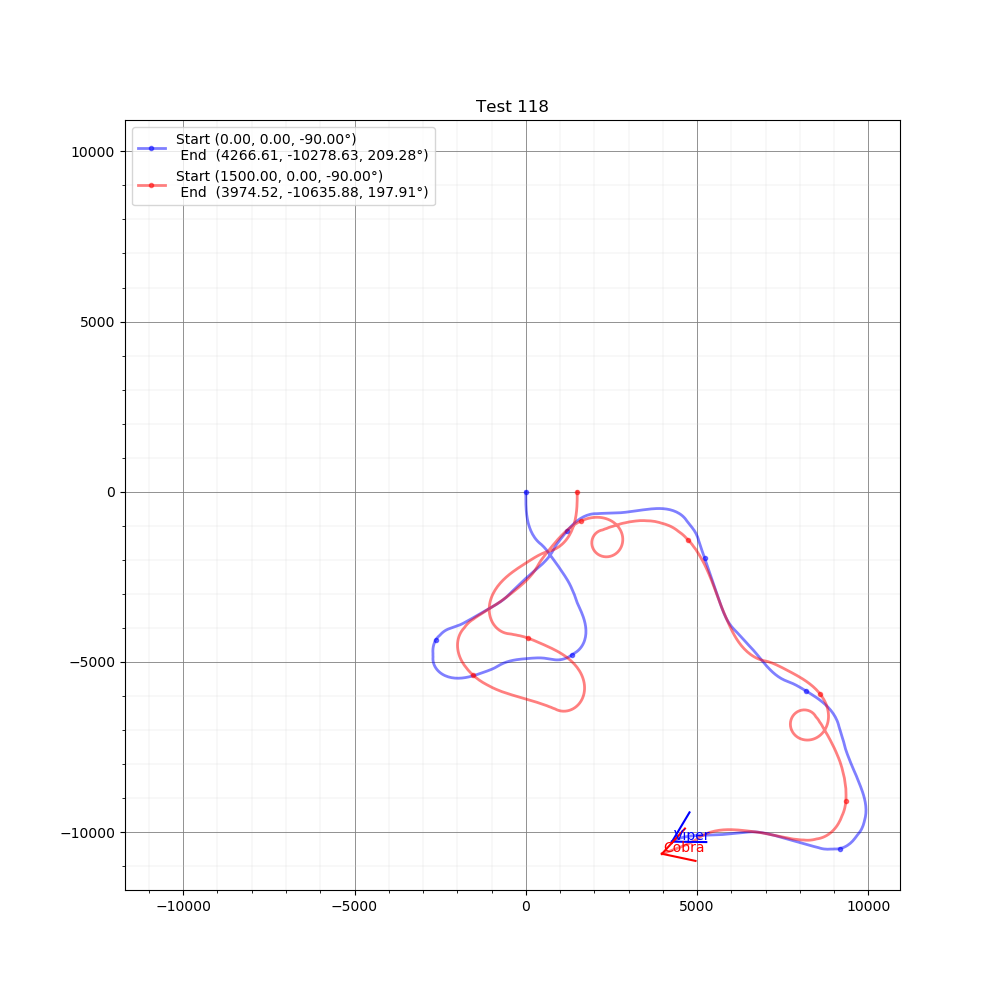 Test 118
Start (0.00, 0.00, -90.00°)
End (4266.61, -10278.63, 209.28°)
Start (1500.00, 0.00, -90.00°)
End (3974.52, -10635.88, 197.91°)
10000
5000
0
−5000
−10000
Viper
Cobra
−10000
−5000
0
5000
10000